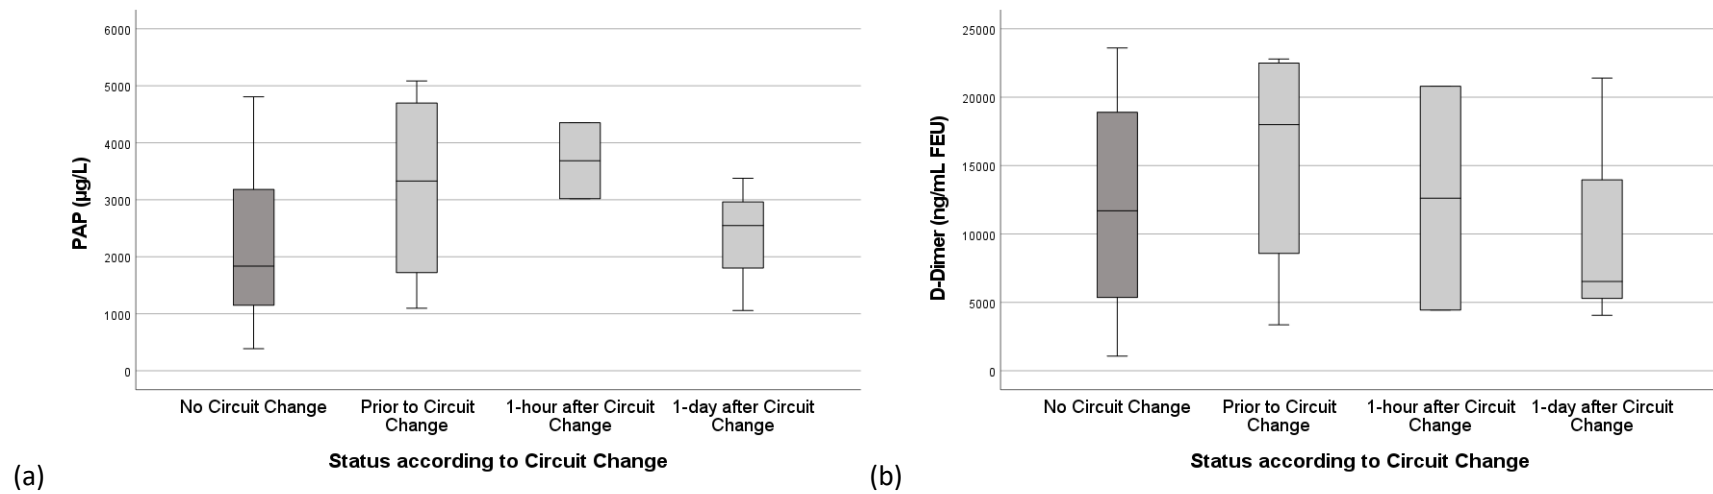 6000
5000
4000
3000
2000
1000
0
PAP (µg/L)
No Circuit Change
Prior to Circuit
Change
1-hour after Circuit
Change
1-day after Circuit
Change
Status according to Circuit Change
(a)
25000
20000
15000
10000
5000
0
D-Dimer (ng/mL FEU)
No Circuit Change
Prior to Circuit
Change
1-hour after Circuit
Change
1-day after Circuit
Change
Status according to Circuit Change
(b)